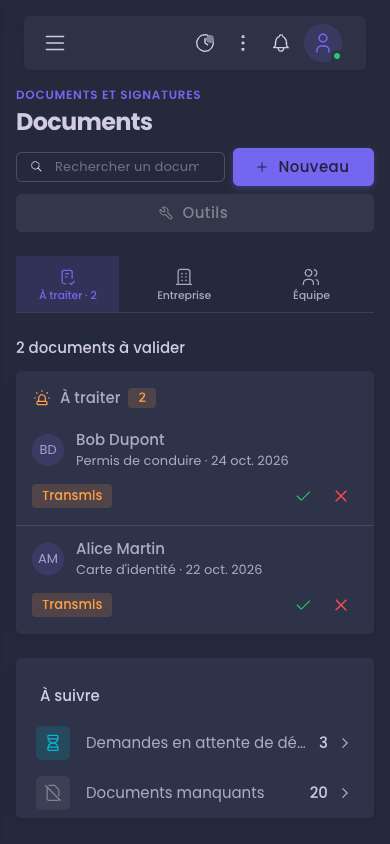 DOCUMENTS ET SIGNATURES
Documents
Rechercher un docum
Nouveau
Outils
À traiter · 2
Entreprise
Équipe
2 documents à valider
À traiter 2
BD
Bob Dupont
Permis de conduire · 24 oct. 2026
Transmis
AM
Alice Martin
Carte d'identité · 22 oct. 2026
Transmis
À suivre
Demandes en attente de dé... 3
Documents manquants 20